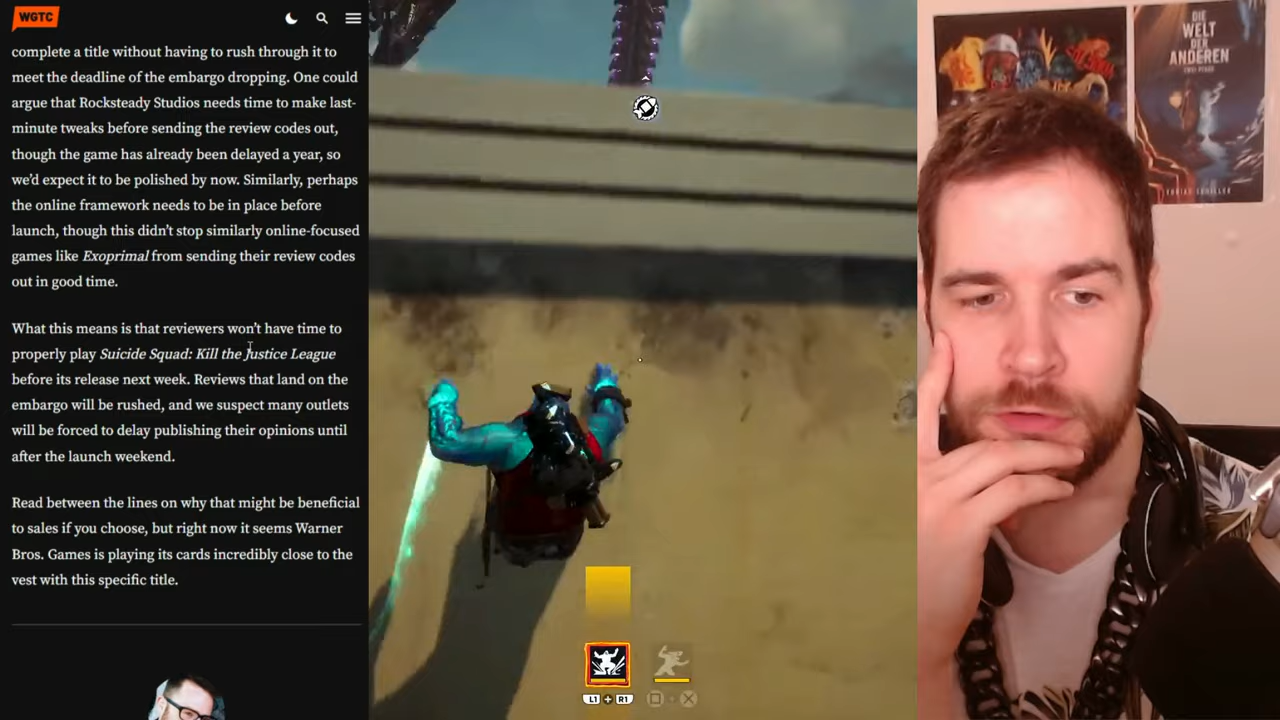 WGTC
complete a title without having to rush through it to
meet the deadline of the embargo dropping. One could
argue that Rocksteady Studios needs time to make last-
minute tweaks before sending the review codes out,
though the game has already been delayed a year, so
we’d expect it to be polished by now. Similarly, perhaps
the online framework needs to be in place before
launch, though this didn’t stop similarly online-focused
games like Exoprimal from sending their review codes
out in good time.
What this means is that reviewers won’t have time to
properly play Suicide Squad: Kill the Justice League
before its release next week. Reviews that land on the
embargo will be rushed, and we suspect many outlets
will be forced to delay publishing their opinions until
after the launch weekend.
Read between the lines on why that might be beneficial
to sales if you choose, but right now it seems Warner
Bros. Games is playing its cards incredibly close to the
vest with this specific title.
L1 + R1
DIE
WELT
DER
ANDEREN